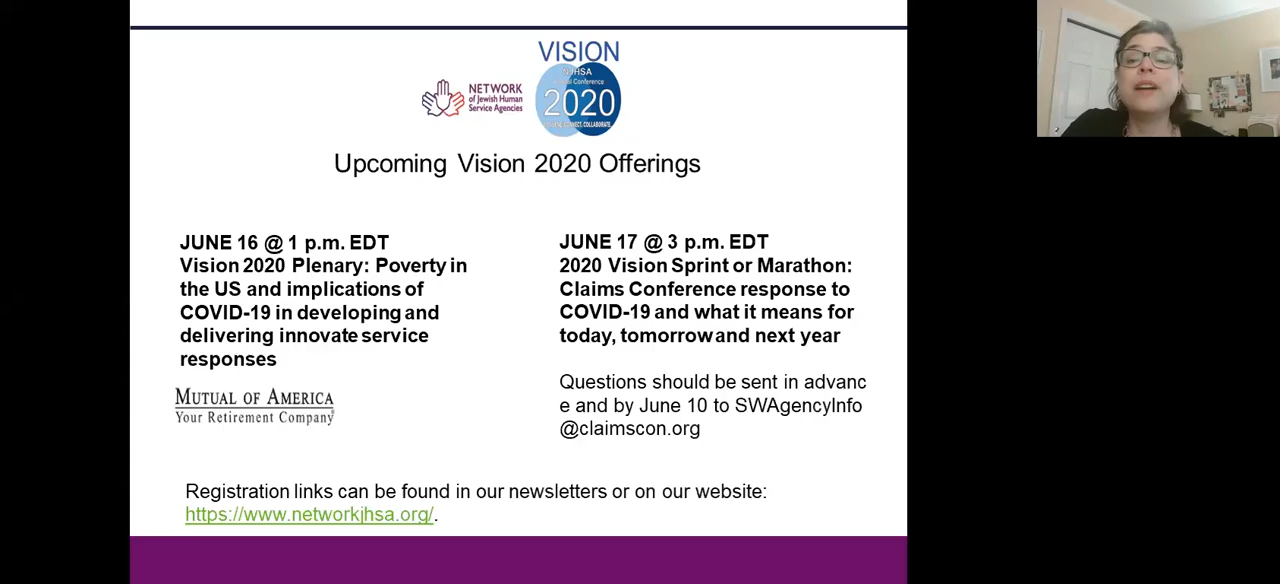 VISION
NJHSA
Conference
2020
CONNECT, COLLABORATE.
NETWORK
of Jewish Human
Service Agencies
Upcoming Vision 2020 Offerings
JUNE 16 @ 1 p.m. EDT
Vision 2020 Plenary: Poverty in
the US and implications of
COVID-19 in developing and
delivering innovate service
responses
MUTUAL OF AMERICA
Your Retirement Company®
JUNE 17 @ 3 p.m. EDT
2020 Vision Sprint or Marathon:
Claims Conference response to
COVID-19 and what it means for
today, tomorrow and next year
Questions should be sent in advanc
e and by June 10 to SWAgencyInfo
@claimscon.org
Registration links can be found in our newsletters or on our website:
https://www.networkjhsa.org/.